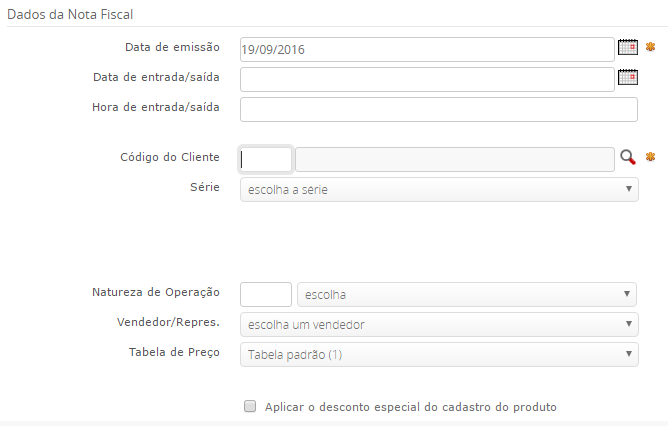 Dados da Nota Fiscal
Data de emissão 19/09/2016
Data de entrada/saída
Hora de entrada/saída
Código do Cliente
Série escolha a série
Natureza de Operação escolha
Vendedor/Repres. escolha um vendedor
Tabela de Preço Tabela padrão (1)
Aplicar o desconto especial do cadastro do produto